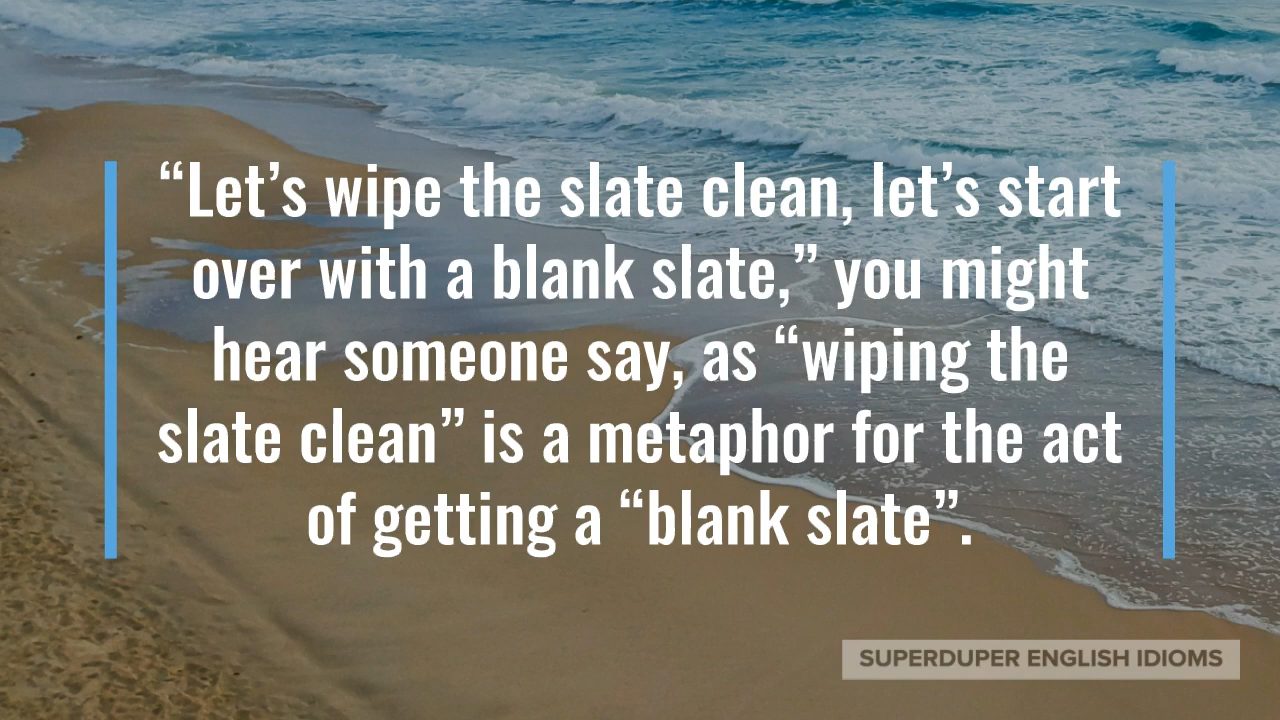 “Let’s wipe the slate clean, let’s start
over with a blank slate,” you might
hear someone say, as “wiping the
slate clean” is a metaphor for the act
of getting a “blank slate”.
SUPERDUPER ENGLISH IDIOMS